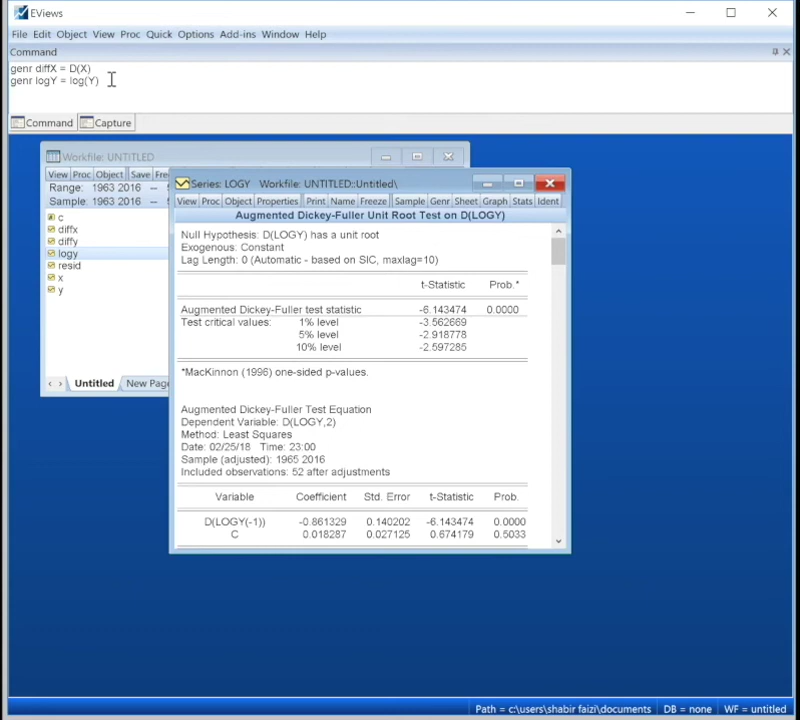 EViews
File Edit Object View Proc Quick Options Add-ins Window Help
Command
genr diffX = D(X)
genr logY = log(Y)
Command Capture
Workfile: UNTITLED
View Proc Object Save
Range: 1963 2016 --
Sample: 1963 2016 --
c
diffx
diffy
logy
resid
x
y
Untitled New Page
Series: LOGY Workfile: UNTITLED::Untitled\
View Proc Object Properties Print Name Freeze Sample Genr Sheet Graph Stats Ident
Augmented Dickey-Fuller Unit Root Test on D(LOGY)
Null Hypothesis: D(LOGY) has a unit root
Exogenous: Constant
Lag Length: 0 (Automatic - based on SIC, maxlag=10)
t-Statistic Prob.*
Augmented Dickey-Fuller test statistic -6.143474 0.0000
Test critical values: 1% level -3.562669
5% level -2.918778
10% level -2.597285
*MacKinnon (1996) one-sided p-values.
Augmented Dickey-Fuller Test Equation
Dependent Variable: D(LOGY,2)
Method: Least Squares
Date: 02/25/18 Time: 23:00
Sample (adjusted): 1965 2016
Included observations: 52 after adjustments
Variable Coefficient Std. Error t-Statistic Prob.
D(LOGY(-1)) -0.861329 0.140202 -6.143474 0.0000
C 0.018287 0.027125 0.674179 0.5033
Path = c:\users\shabir faizi\documents DB = none WF = untitled